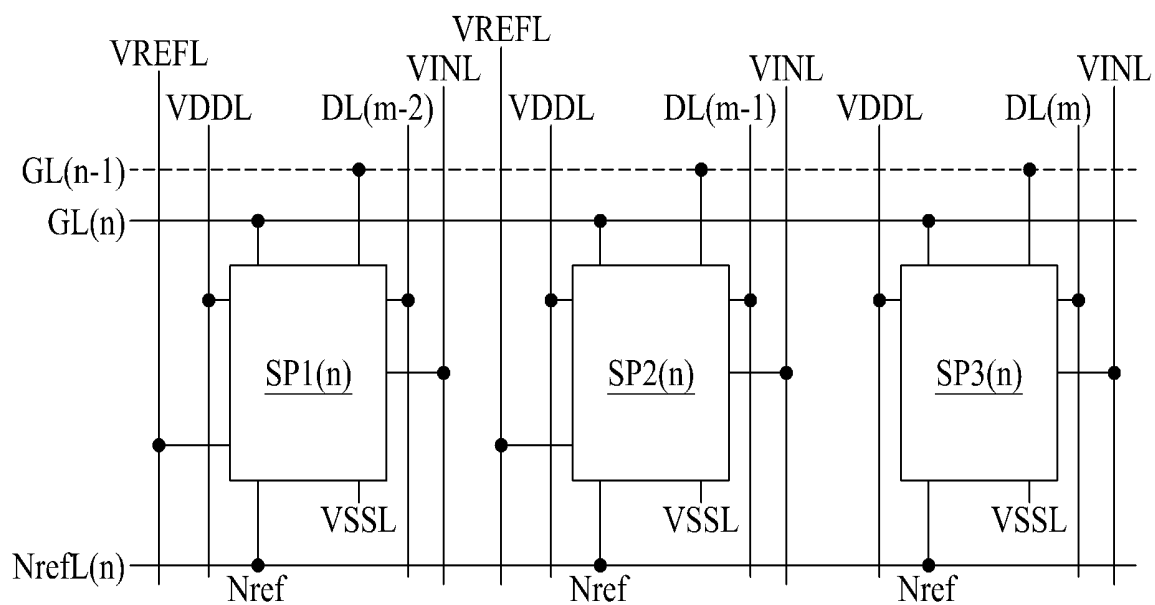 VREFL VREFL
VINL VINL VINL
VDDL DL(m-2) VDDL DL(m-1) VDDL DL(m)
GL(n-1)
GL(n)
SP1(n) SP2(n) SP3(n)
VSSL VSSL VSSL
NrefL(n)
Nref Nref Nref